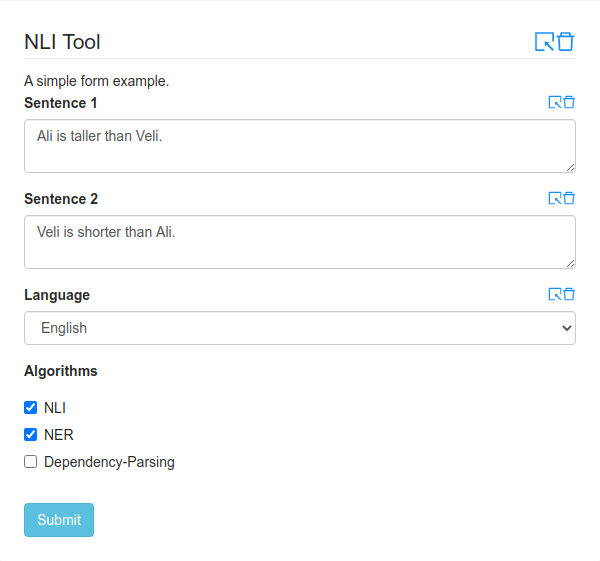 NLI Tool
A simple form example.
Sentence 1
Ali is taller than Veli.
Sentence 2
Veli is shorter than Ali.
Language
English
Algorithms
NLI
NER
Dependency-Parsing
Submit